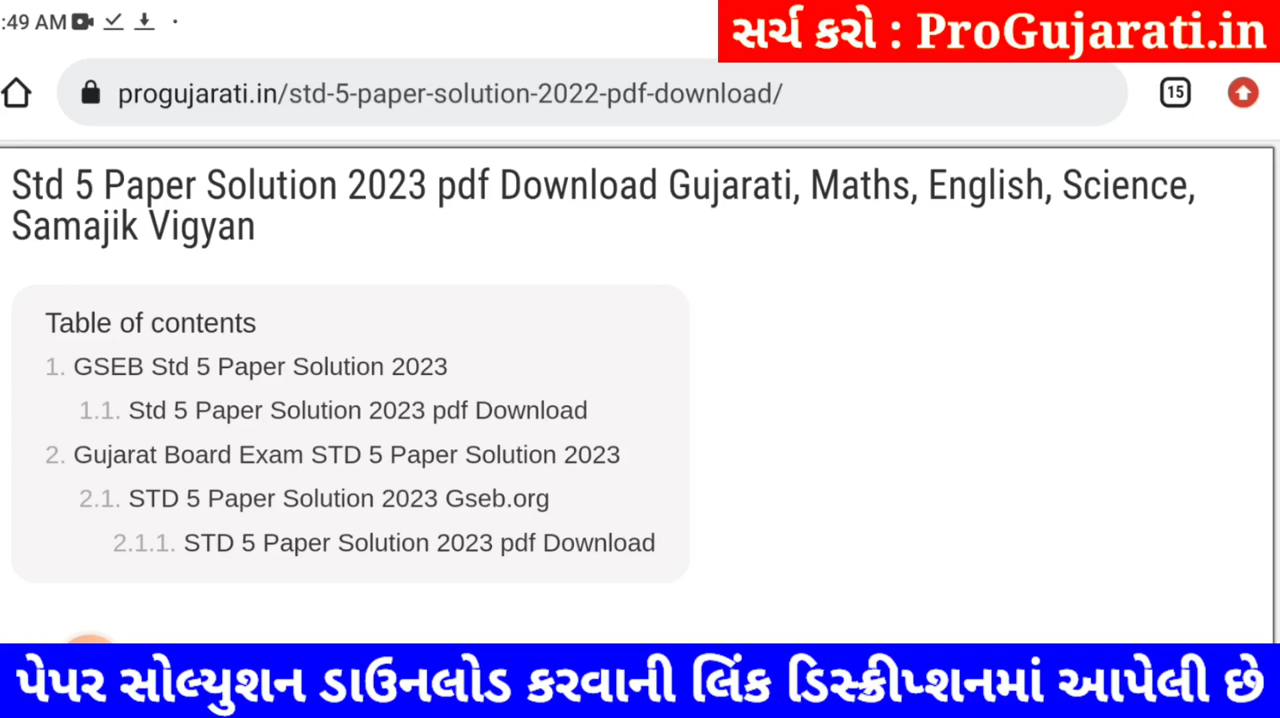 :49 AM
સર્ચ કરો : ProGujarati.in
progujarati.in/std-5-paper-solution-2022-pdf-download/
15
Std 5 Paper Solution 2023 pdf Download Gujarati, Maths, English, Science,
Samajik Vigyan
Table of contents
1. GSEB Std 5 Paper Solution 2023
1.1. Std 5 Paper Solution 2023 pdf Download
2. Gujarat Board Exam STD 5 Paper Solution 2023
2.1. STD 5 Paper Solution 2023 Gseb.org
2.1.1. STD 5 Paper Solution 2023 pdf Download
પેપર સોલ્યુશન ડાઉનલોડ કરવાની લિંક ડિસ્ક્રીપ્શનમાં આપેલી છે